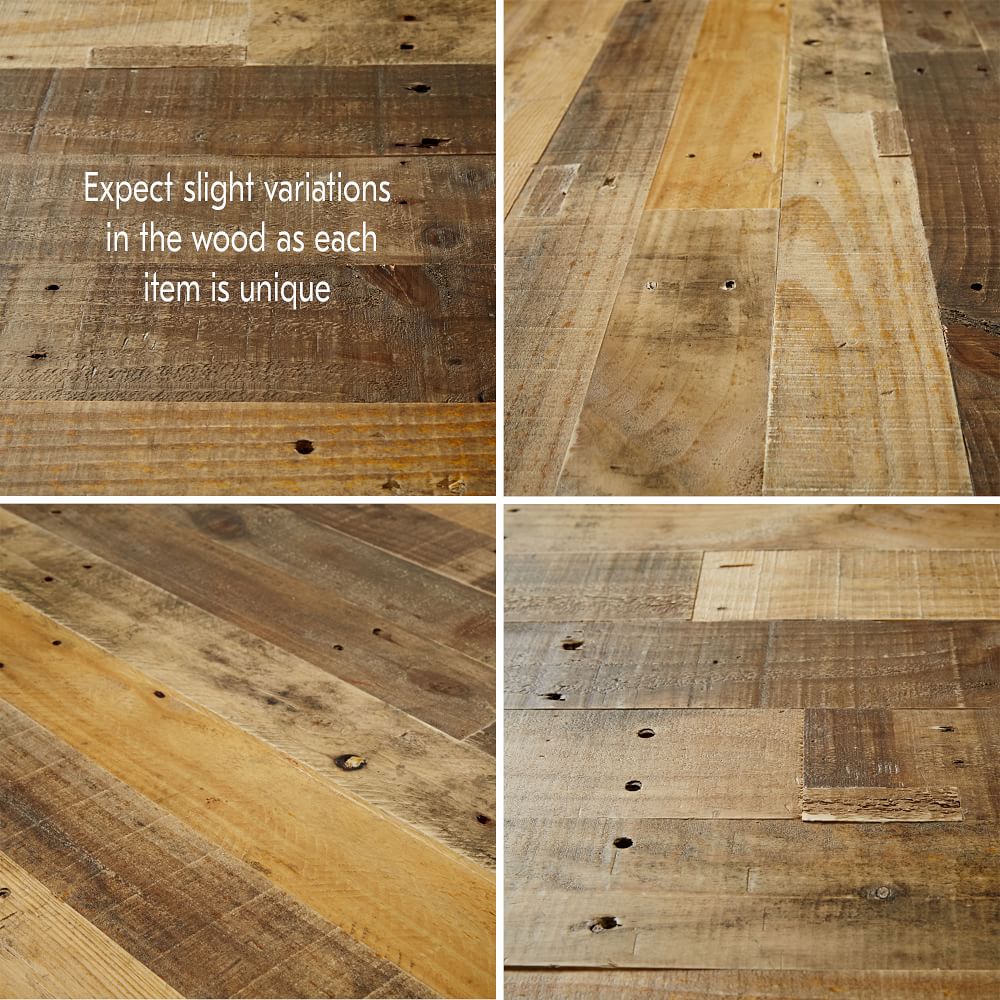 Expect slight variations
in the wood as each
item is unique